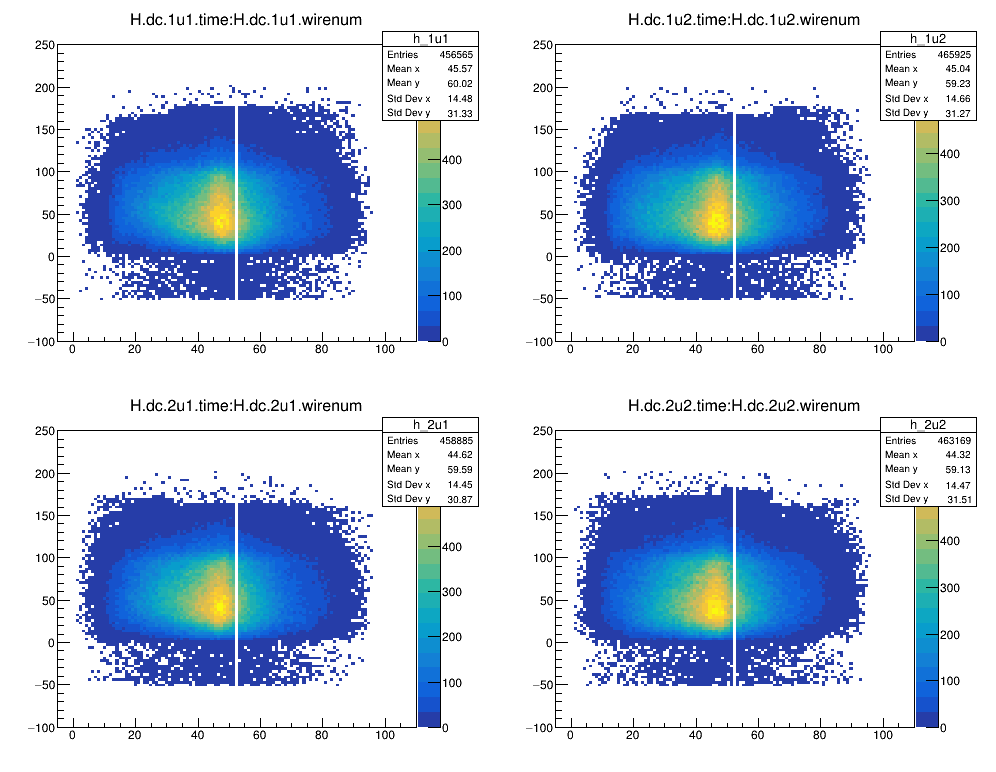 H.dc.1u1.time:H.dc.1u1.wirenum
h_1u1
Entries 456565
Mean x 45.57
Mean y 60.02
Std Dev x 14.48
Std Dev y 31.33
250
200
150
100
50
0
−50
−100
0 20 40 60 80 100
400
300
200
100
0
H.dc.1u2.time:H.dc.1u2.wirenum
h_1u2
Entries 465925
Mean x 45.04
Mean y 59.23
Std Dev x 14.66
Std Dev y 31.27
250
200
150
100
50
0
−50
−100
0 20 40 60 80 100
400
300
200
100
0
H.dc.2u1.time:H.dc.2u1.wirenum
h_2u1
Entries 458885
Mean x 44.62
Mean y 59.59
Std Dev x 14.45
Std Dev y 30.87
250
200
150
100
50
0
−50
−100
0 20 40 60 80 100
400
300
200
100
0
H.dc.2u2.time:H.dc.2u2.wirenum
h_2u2
Entries 463169
Mean x 44.32
Mean y 59.13
Std Dev x 14.47
Std Dev y 31.51
250
200
150
100
50
0
−50
−100
0 20 40 60 80 100
400
300
200
100
0